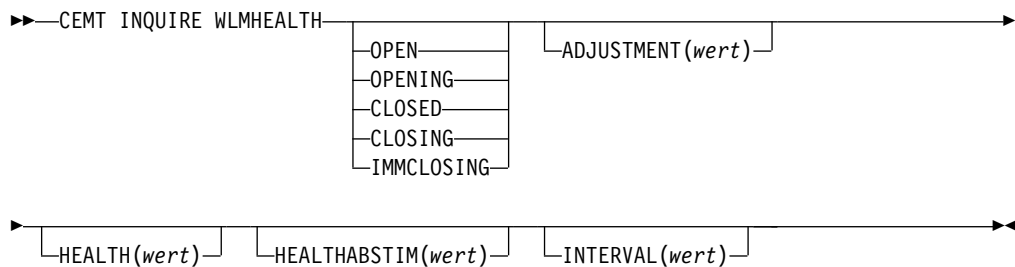 CEMT INQUIRE WLMHEALTH
OPEN
OPENING
CLOSED
CLOSING
IMMCLOSING
ADJUSTMENT(wert)
HEALTH(wert)
HEALTHABSTIM(wert)
INTERVAL(wert)